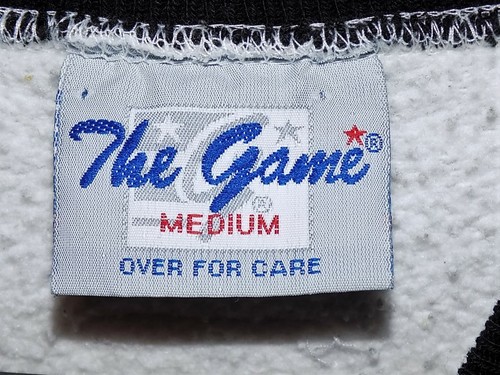 The Game®
G®
MEDIUM
OVER FOR CARE